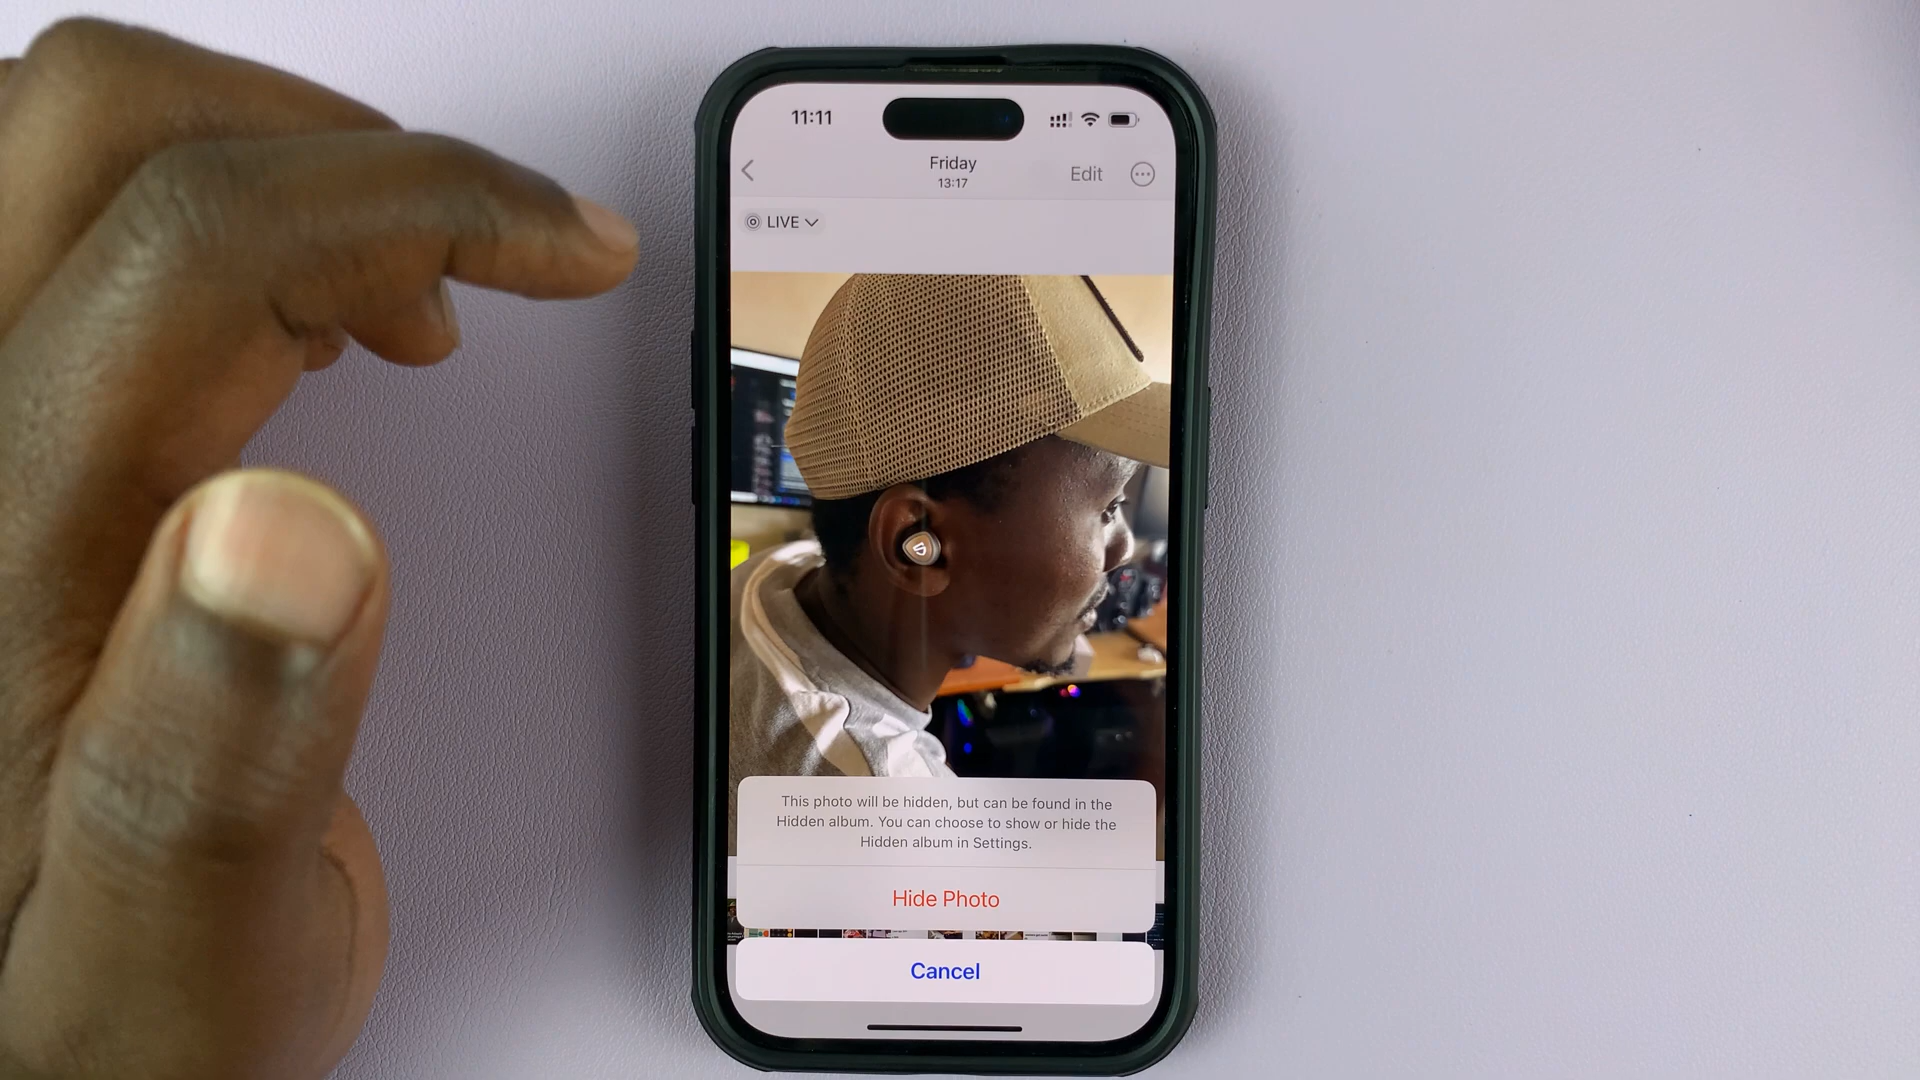 11:11
Friday
13:17
Edit
LIVE
This photo will be hidden, but can be found in the
Hidden album. You can choose to show or hide the
Hidden album in Settings.
Hide Photo
Cancel